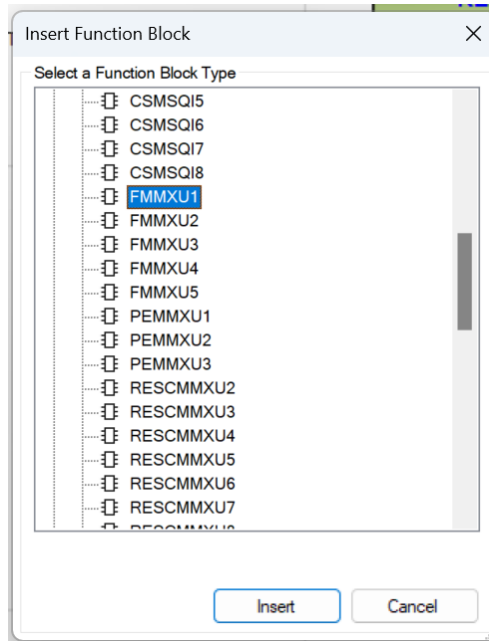 Insert Function Block
Select a Function Block Type
CSMSQI5
CSMSQI6
CSMSQI7
CSMSQI8
FMMXU1
FMMXU2
FMMXU3
FMMXU4
FMMXU5
PEMMXU1
PEMMXU2
PEMMXU3
RESCMMXU2
RESCMMXU3
RESCMMXU4
RESCMMXU5
RESCMMXU6
RESCMMXU7
Insert
Cancel